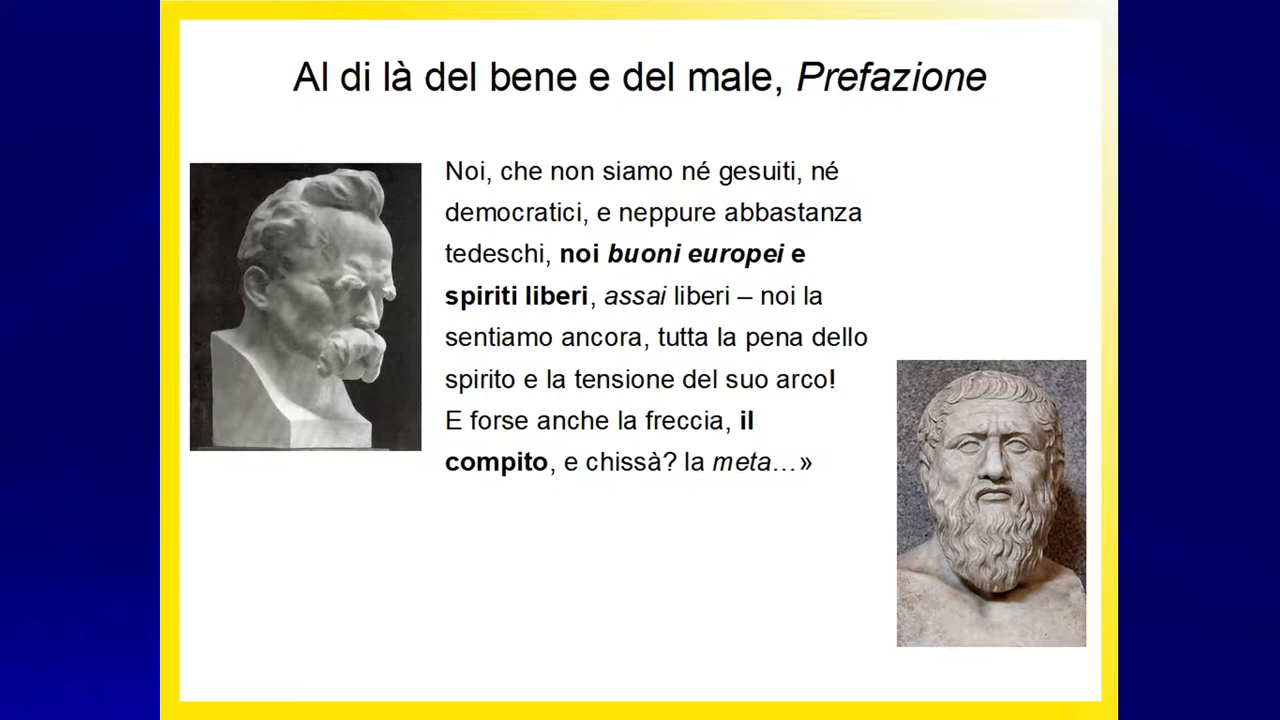 Al di là del bene e del male, Prefazione
Noi, che non siamo né gesuiti, né
democratici, e neppure abbastanza
tedeschi, noi buoni europei e
spiriti liberi, assai liberi – noi la
sentiamo ancora, tutta la pena dello
spirito e la tensione del suo arco!
E forse anche la freccia, il
compito, e chissà? la meta…»